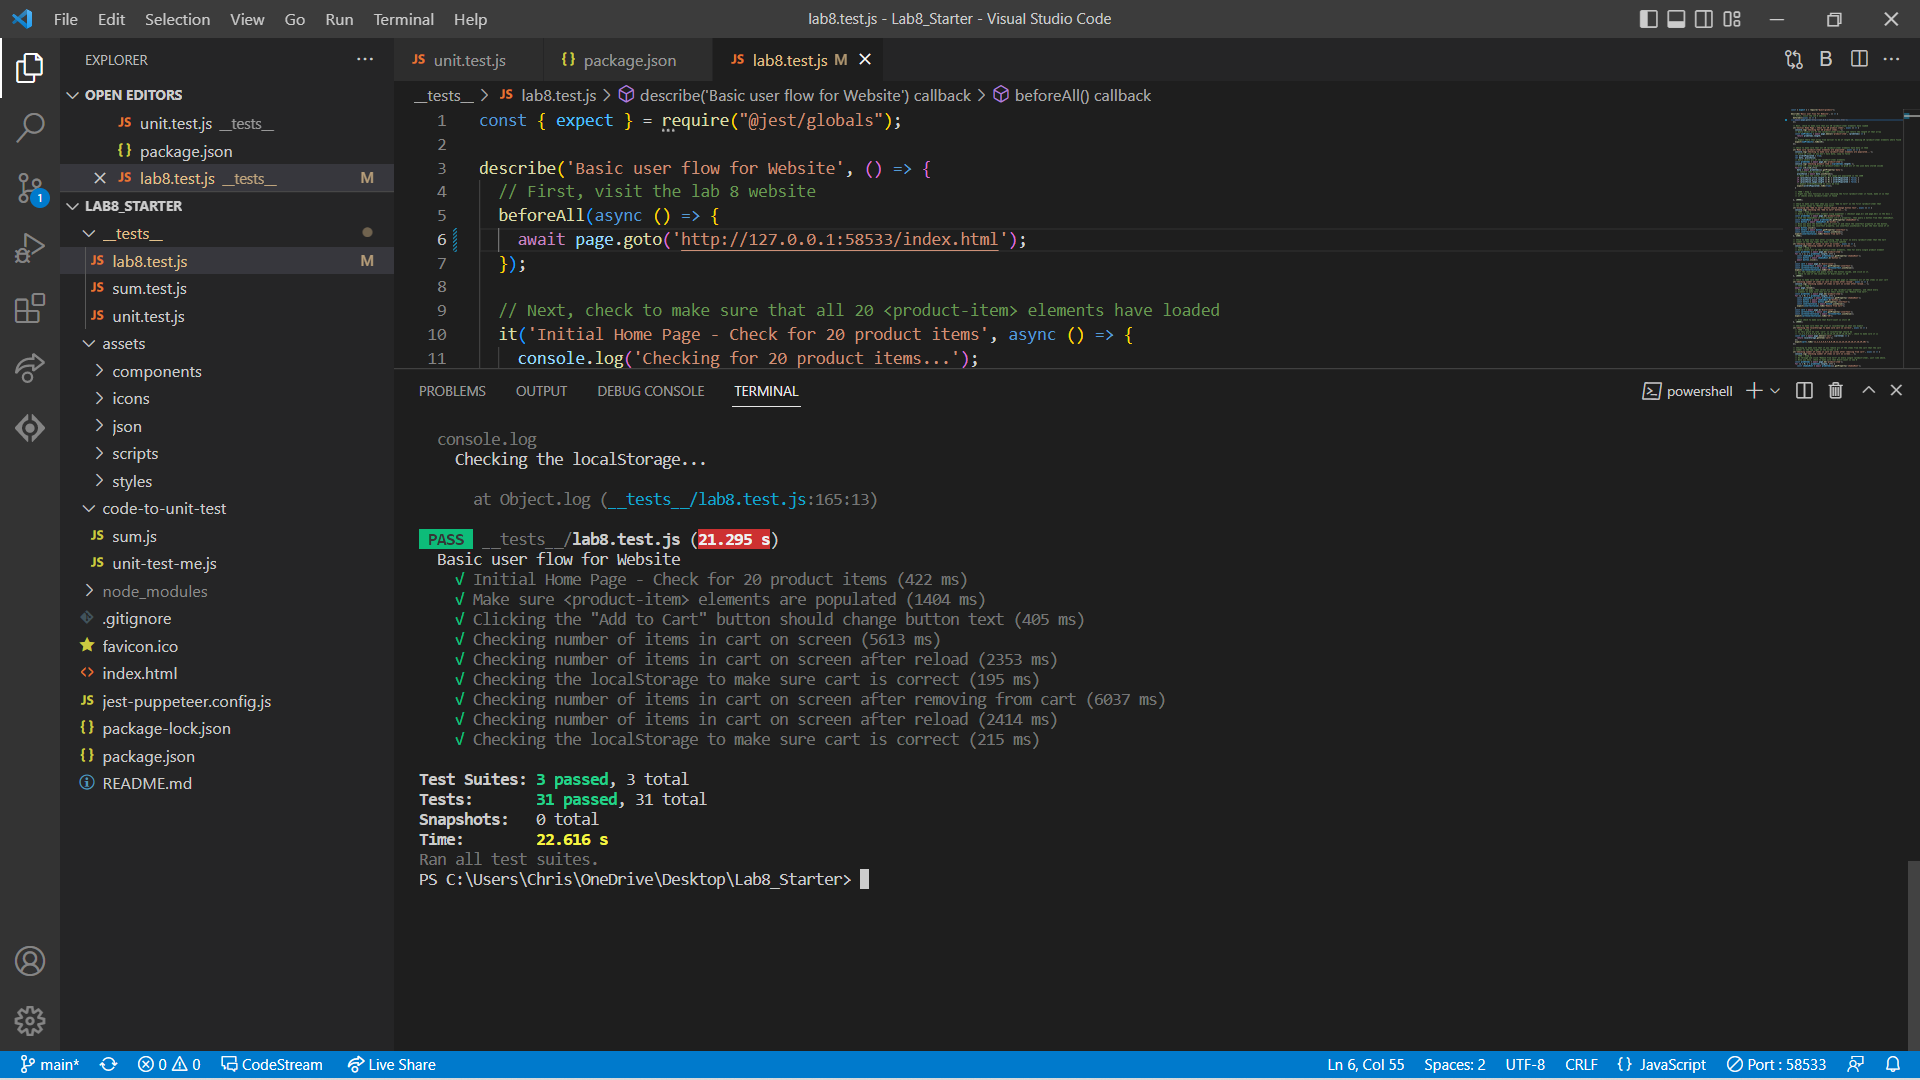 File Edit Selection View Go Run Terminal Help
lab8.test.js - Lab8_Starter - Visual Studio Code
EXPLORER
OPEN EDITORS
JS unit.test.js __tests__
{} package.json
JS lab8.test.js __tests__ M
LAB8_STARTER
__tests__
JS lab8.test.js M
JS sum.test.js
JS unit.test.js
assets
components
icons
json
scripts
styles
code-to-unit-test
JS sum.js
JS unit-test-me.js
node_modules
.gitignore
favicon.ico
<> index.html
JS jest-puppeteer.config.js
{} package-lock.json
{} package.json
README.md
1
JS unit.test.js
{} package.json
JS lab8.test.js M
B
__tests__ > JS lab8.test.js > describe('Basic user flow for Website') callback > beforeAll() callback
1 const { expect } = require("@jest/globals");
2
3 describe('Basic user flow for Website', () => {
4 // First, visit the lab 8 website
5 beforeAll(async () => {
6 await page.goto('http://127.0.0.1:58533/index.html');
7 });
8
9 // Next, check to make sure that all 20 <product-item> elements have loaded
10 it('Initial Home Page - Check for 20 product items', async () => {
11 console.log('Checking for 20 product items...');
PROBLEMS OUTPUT DEBUG CONSOLE TERMINAL
powershell
console.log
Checking the localStorage...
at Object.log (__tests__/lab8.test.js:165:13)
PASS __tests__/lab8.test.js (21.295 s)
Basic user flow for Website
√ Initial Home Page - Check for 20 product items (422 ms)
√ Make sure <product-item> elements are populated (1404 ms)
√ Clicking the "Add to Cart" button should change button text (405 ms)
√ Checking number of items in cart on screen (5613 ms)
√ Checking number of items in cart on screen after reload (2353 ms)
√ Checking the localStorage to make sure cart is correct (195 ms)
√ Checking number of items in cart on screen after removing from cart (6037 ms)
√ Checking number of items in cart on screen after reload (2414 ms)
√ Checking the localStorage to make sure cart is correct (215 ms)
Test Suites: 3 passed, 3 total
Tests: 31 passed, 31 total
Snapshots: 0 total
Time: 22.616 s
Ran all test suites.
PS C:\Users\Chris\OneDrive\Desktop\Lab8_Starter>
main* 0 0 CodeStream Live Share
Ln 6, Col 55 Spaces: 2 UTF-8 CRLF {} JavaScript Port : 58533